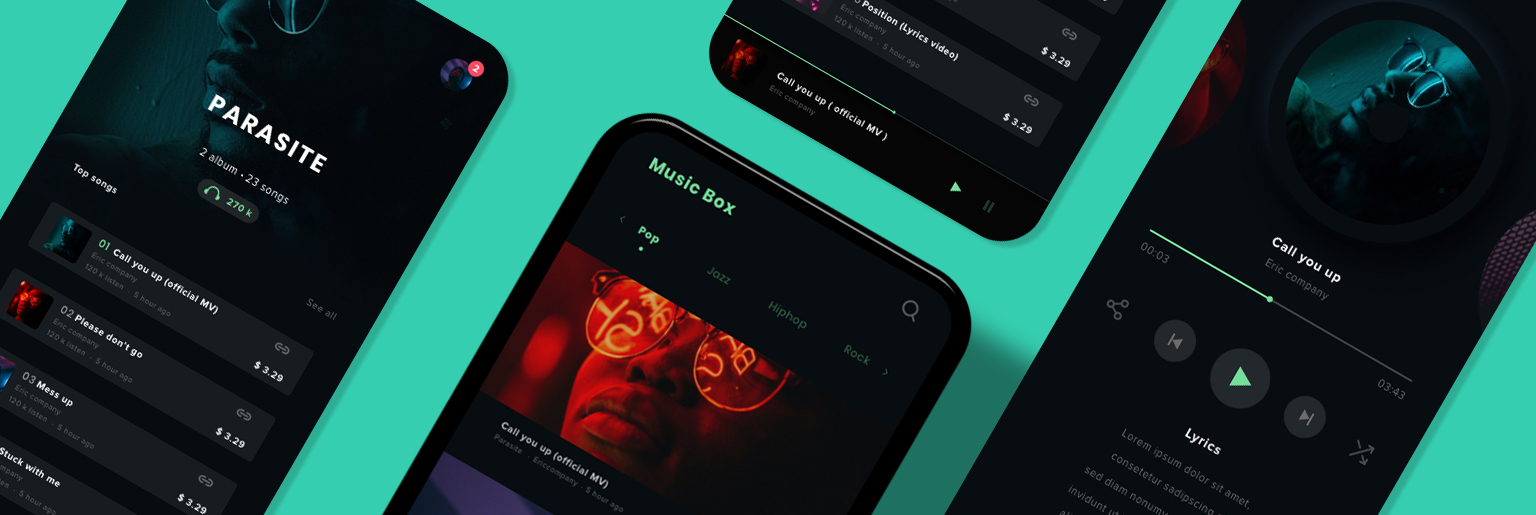 2
PARASITE
2 album • 23 songs
270 k
Top songs
See all
01 Call you up (official MV)
Eric company
120 k listen · 5 hour ago
$ 3.29
02 Please don't go
Eric company
120 k listen · 5 hour ago
$ 3.29
03 Mess up
Eric company
120 k listen · 5 hour ago
$ 3.29
Stuck with me
company
listen · 5 hour ago
Position (Lyrics video)
Eric company
120 k listen · 5 hour ago
$ 3.29
$ 3.29
Call you up ( official MV )
Eric company
Music Box
Pop
Jazz
Hiphop
Rock
Call you up (official MV)
Parasite · Eric company · 5 hour ago
Call you up
Eric company
00:03
03:43
Lyrics
Lorem ipsum dolor sit amet,
consetetur sadipscing
sed diam nonumy
invidunt ut